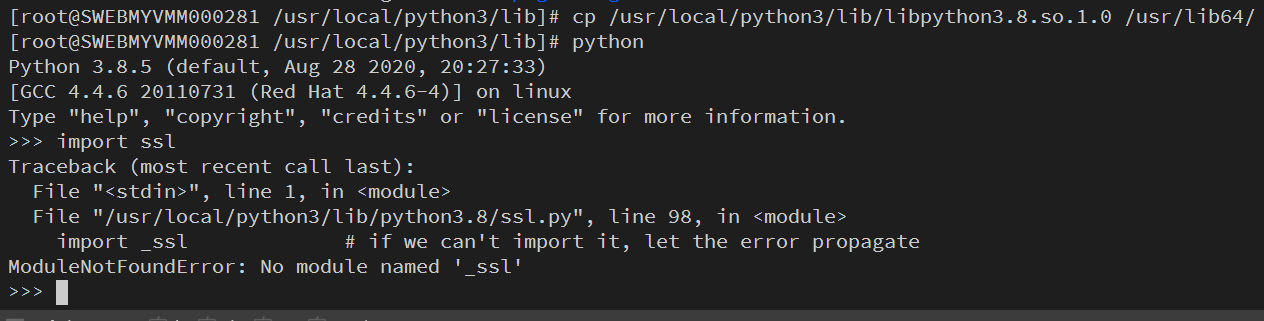 [root@SWEBMYVMM000281 /usr/local/python3/lib]# cp /usr/local/python3/lib/libpython3.8.so.1.0 /usr/lib64/
[root@SWEBMYVMM000281 /usr/local/python3/lib]# python
Python 3.8.5 (default, Aug 28 2020, 20:27:33)
[GCC 4.4.6 20110731 (Red Hat 4.4.6-4)] on linux
Type "help", "copyright", "credits" or "license" for more information.
>>> import ssl
Traceback (most recent call last):
  File "<stdin>", line 1, in <module>
  File "/usr/local/python3/lib/python3.8/ssl.py", line 98, in <module>
    import _ssl             # if we can't import it, let the error propagate
ModuleNotFoundError: No module named '_ssl'
>>>